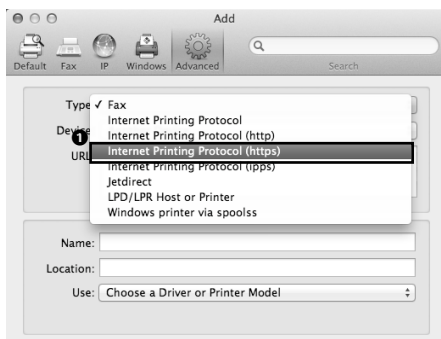 Add
Default Fax IP Windows Advanced Search
Type ✓ Fax
Internet Printing Protocol
Device Internet Printing Protocol (http)
1
URL Internet Printing Protocol (https)
Internet Printing Protocol (ipps)
Jetdirect
LPD/LPR Host or Printer
Windows printer via spoolss
Name:
Location:
Use: Choose a Driver or Printer Model